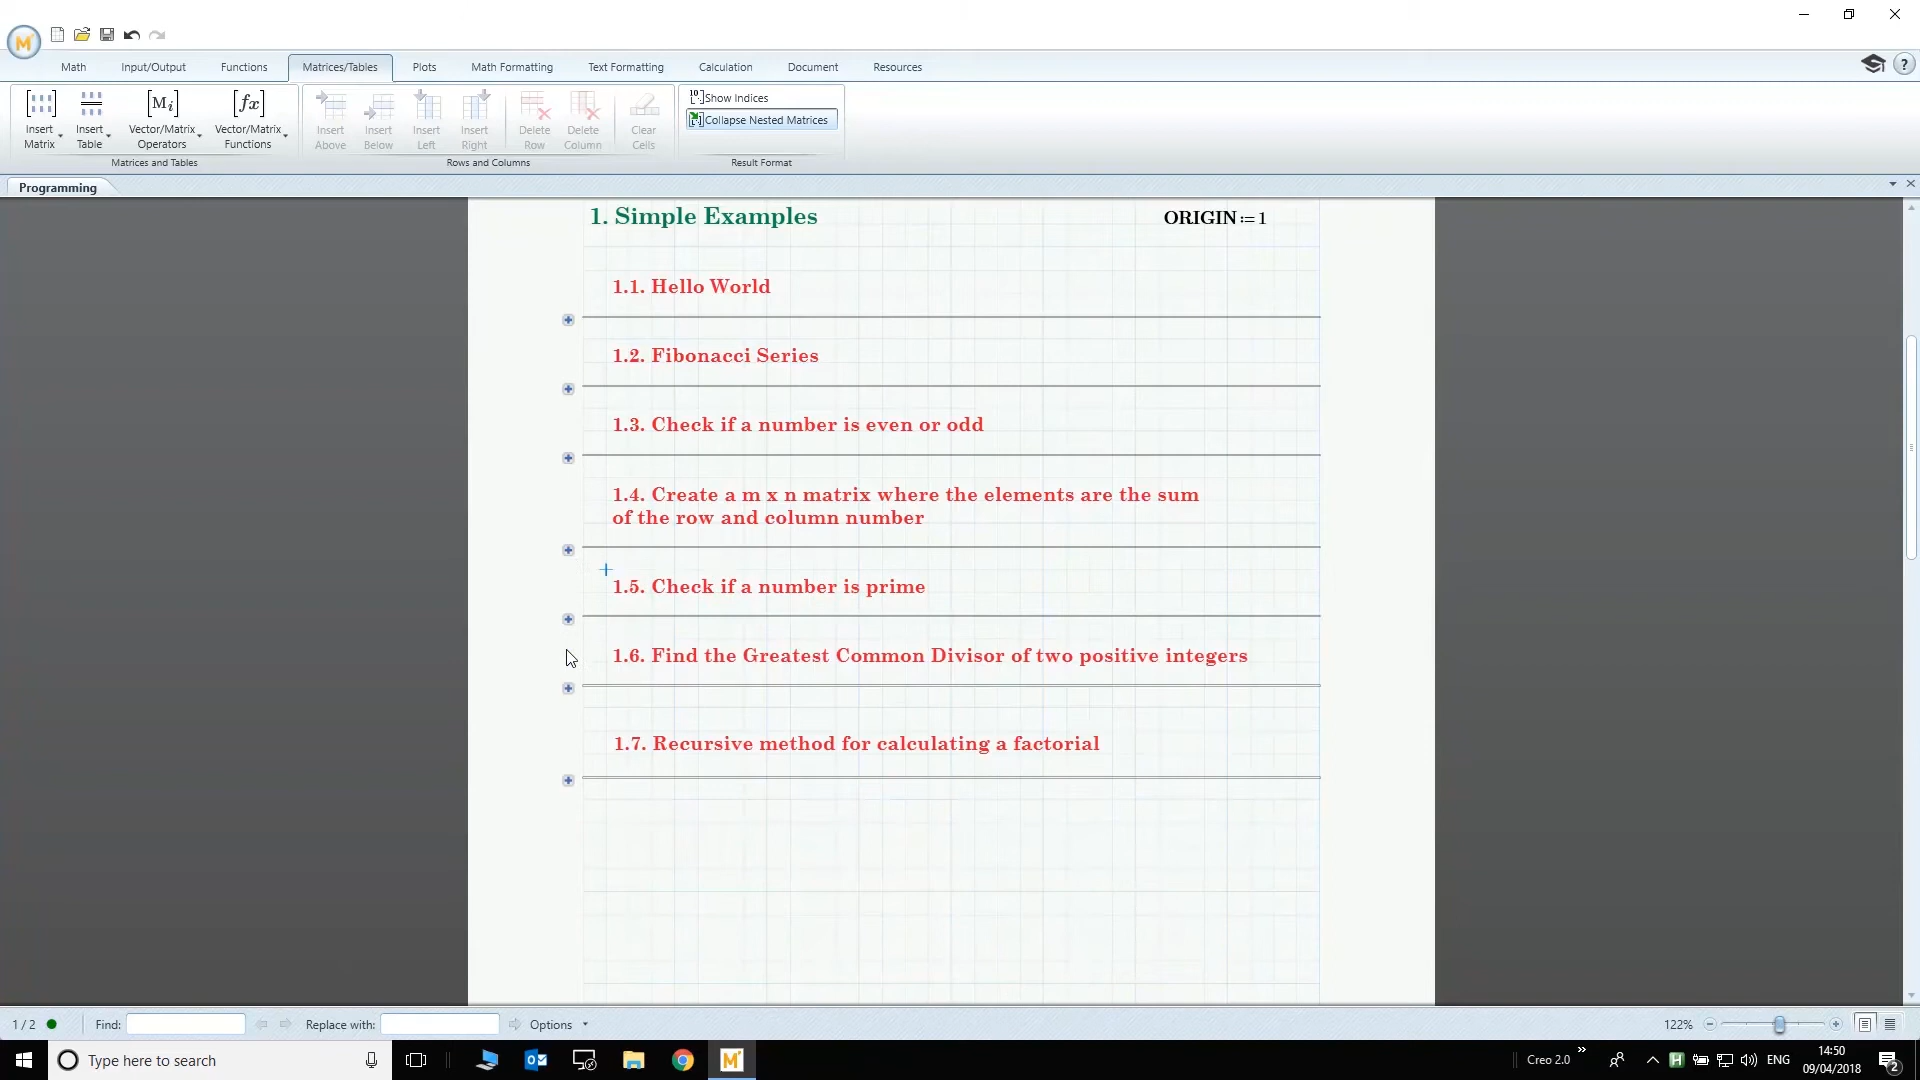 Math Input/Output Functions Matrices/Tables Plots Math Formatting Text Formatting Calculation Document Resources
Insert Matrix
Insert Table
Vector/Matrix Operators
Vector/Matrix Functions
Insert Above
Insert Below
Insert Left
Insert Right
Delete Row
Delete Column
Clear Cells
Show Indices
Collapse Nested Matrices
Matrices and Tables
Rows and Columns
Result Format
Programming
1. Simple Examples
ORIGIN := 1
1.1. Hello World
1.2. Fibonacci Series
1.3. Check if a number is even or odd
1.4. Create a m x n matrix where the elements are the sum
of the row and column number
1.5. Check if a number is prime
1.6. Find the Greatest Common Divisor of two positive integers
1.7. Recursive method for calculating a factorial
1 / 2 Find: Replace with: Options 122%
Type here to search
Creo 2.0 » ENG
14:50
09/04/2018
2